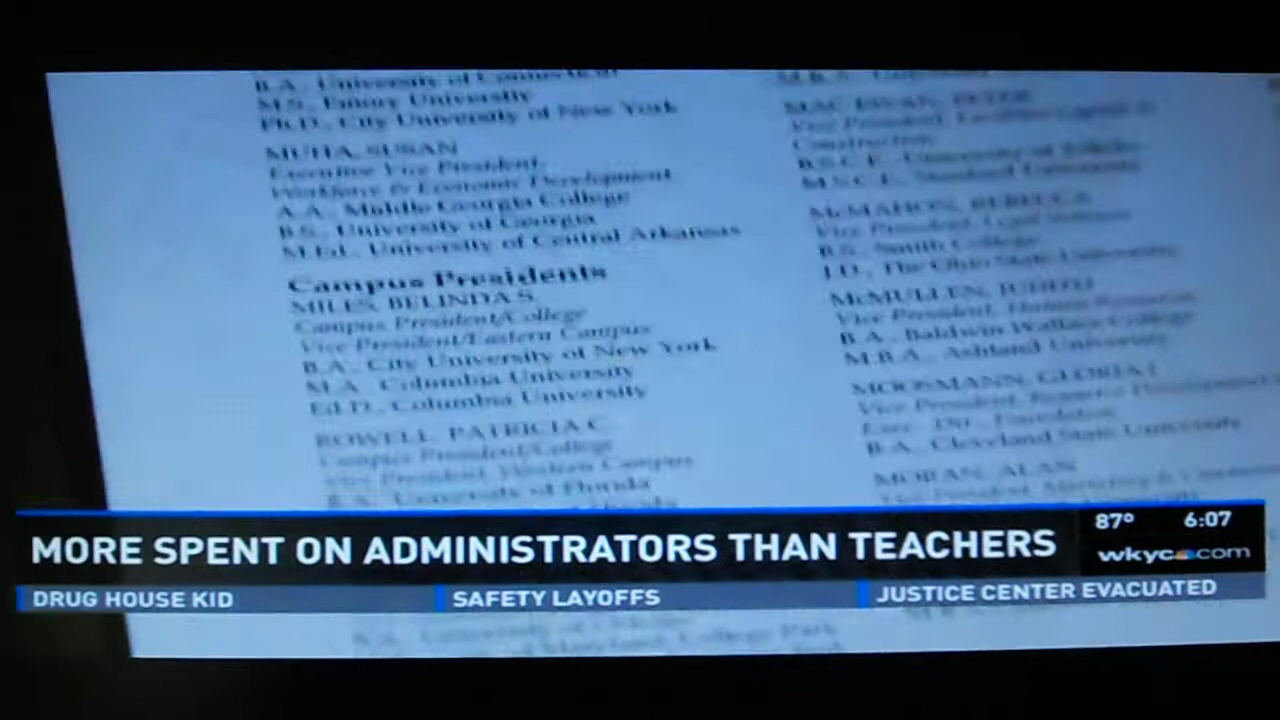 B.A., University of Connecticut
M.S., Emory University
Ph.D., City University of New York
MUHA, SUSAN
Executive Vice President,
Workforce & Economic Development
A.A., Middle Georgia College
B.S., University of Georgia
M.Ed., University of Central Arkansas
Campus Presidents
MILES, BELINDA S.
Campus President/College
Vice President/Eastern Campus
B.A., City University of New York
M.A., Columbia University
Ed.D., Columbia University
ROWELL, PATRICIA C.
Campus President/College
Vice President, Western Campus
B.A., University of Florida
MAC EWAN, PETER
Vice President, Facilities Capital &
Construction
B.S.C.E., University of Toledo
M.S.C.E., Stanford University
McMAHON, REBECCA
Vice President, Legal Services
B.S., Smith College
J.D., The Ohio State University
McMULLEN, JUDITH
Vice President, Human Resources
B.A., Baldwin Wallace College
M.B.A., Ashland University
MOOSMANN, GLORIA J.
Vice President, Resource Development
Exec. Dir., Foundation
B.A., Cleveland State University
MORAN, ALAN
Vice President, Marketing &
MORE SPENT ON ADMINISTRATORS THAN TEACHERS
87° 6:07
wkyc.com
DRUG HOUSE KID
SAFETY LAYOFFS
JUSTICE CENTER EVACUATED